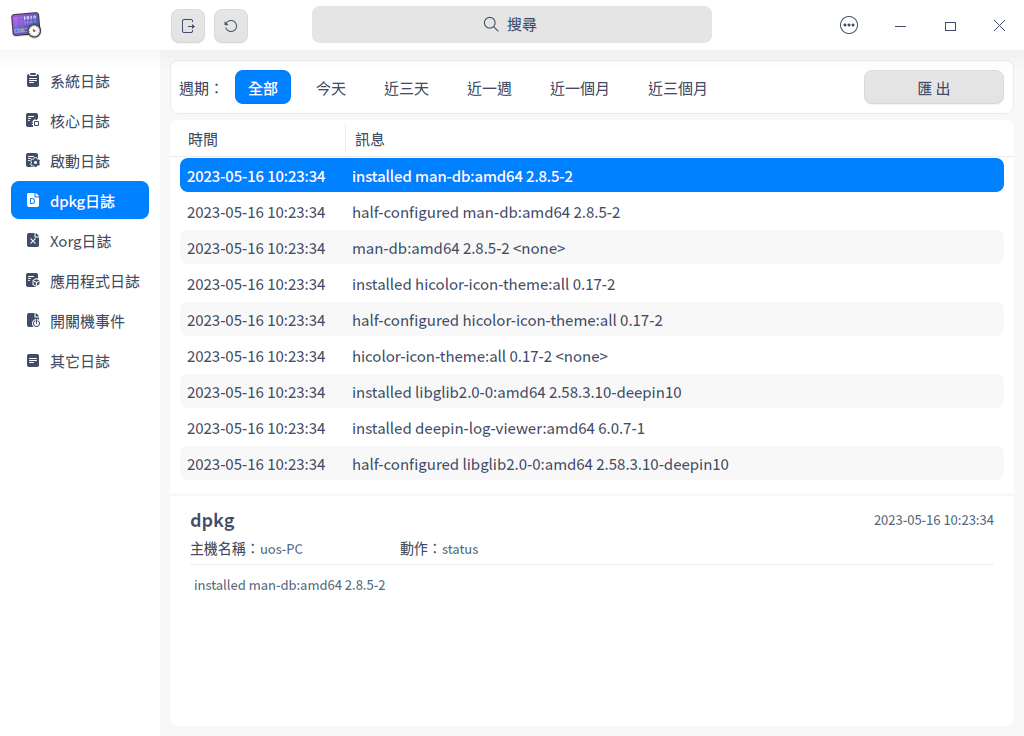 搜尋
系統日誌
核心日誌
啟動日誌
dpkg日誌
Xorg日誌
應用程式日誌
開關機事件
其它日誌
週期： 全部 今天 近三天 近一週 近一個月 近三個月 匯出
時間 訊息
2023-05-16 10:23:34 installed man-db:amd64 2.8.5-2
2023-05-16 10:23:34 half-configured man-db:amd64 2.8.5-2
2023-05-16 10:23:34 man-db:amd64 2.8.5-2 <none>
2023-05-16 10:23:34 installed hicolor-icon-theme:all 0.17-2
2023-05-16 10:23:34 half-configured hicolor-icon-theme:all 0.17-2
2023-05-16 10:23:34 hicolor-icon-theme:all 0.17-2 <none>
2023-05-16 10:23:34 installed libglib2.0-0:amd64 2.58.3.10-deepin10
2023-05-16 10:23:34 installed deepin-log-viewer:amd64 6.0.7-1
2023-05-16 10:23:34 half-configured libglib2.0-0:amd64 2.58.3.10-deepin10
dpkg 2023-05-16 10:23:34
主機名稱：uos-PC 動作：status
installed man-db:amd64 2.8.5-2